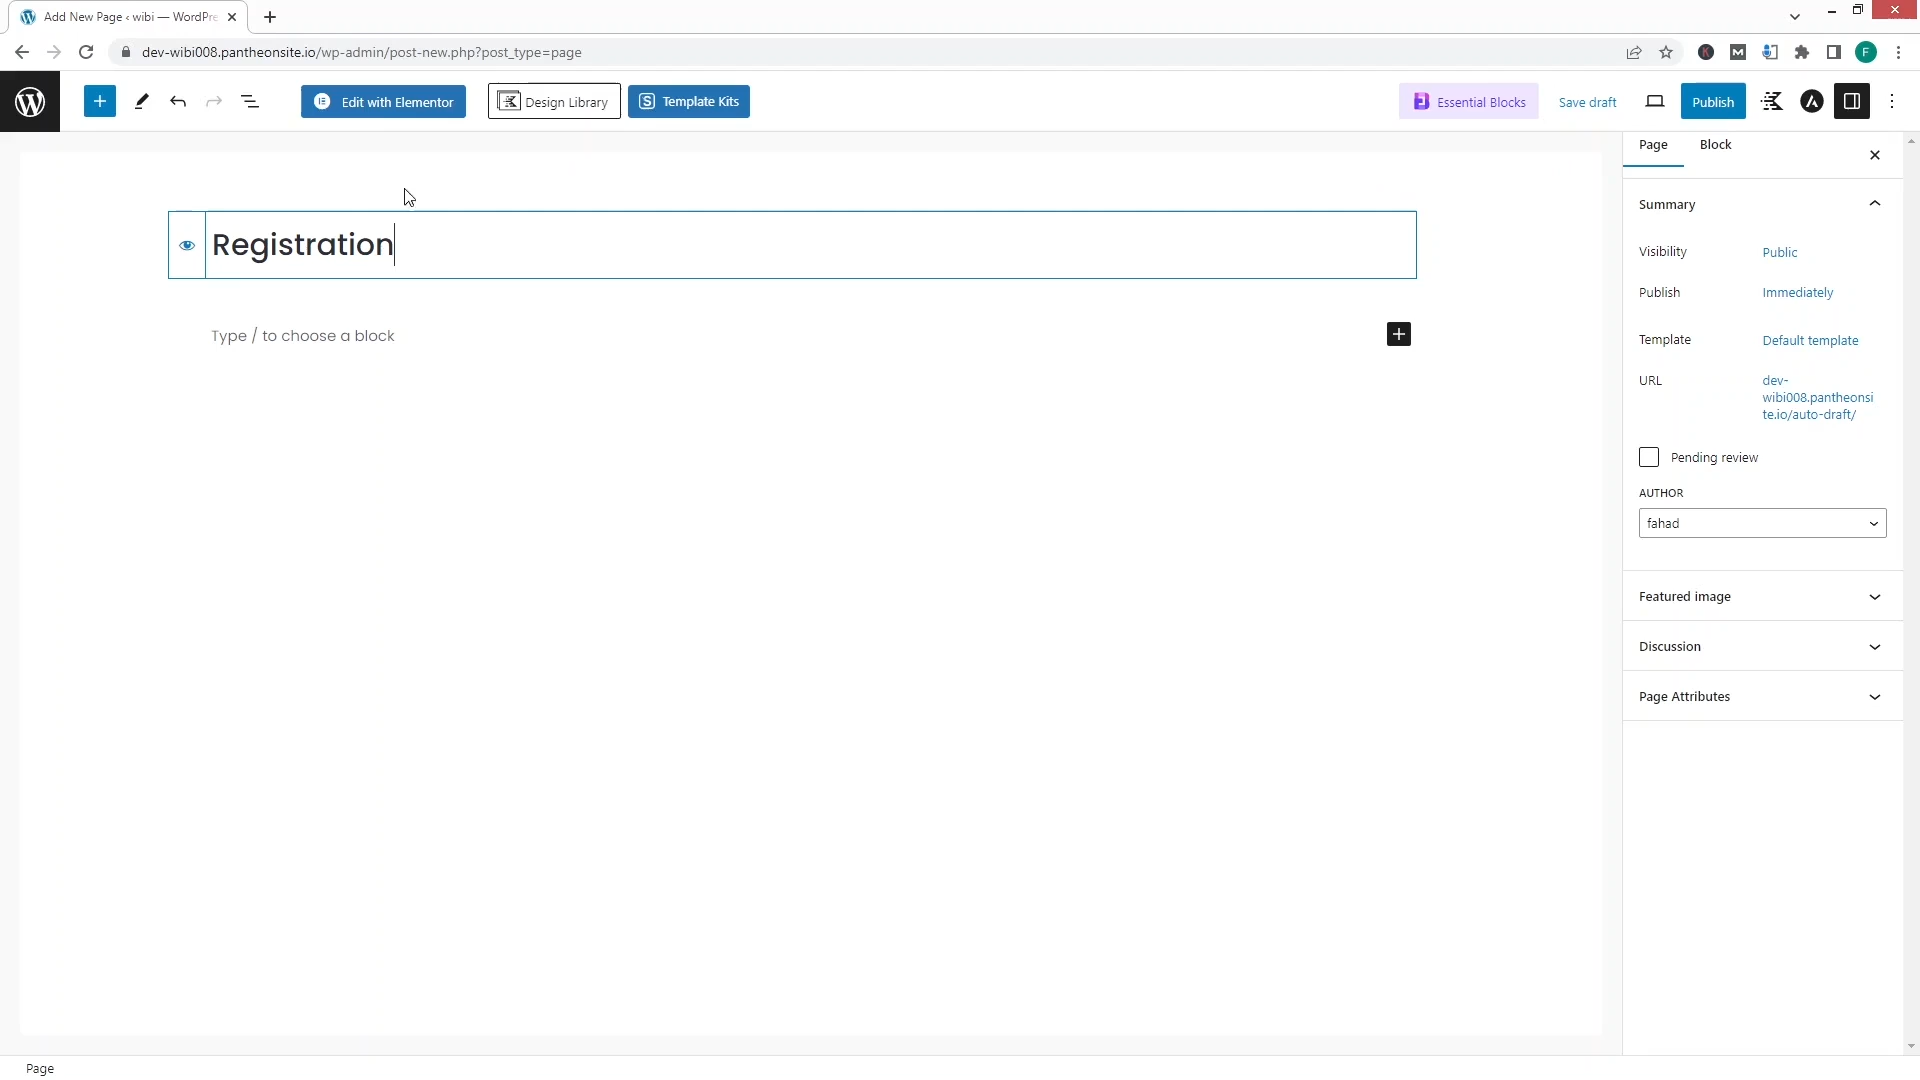 Add New Page ‹ wibi — WordPre
dev-wibi008.pantheonsite.io/wp-admin/post-new.php?post_type=page
F
Edit with Elementor
Design Library
Template Kits
Essential Blocks
Save draft
Publish
Page
Block
Registration
Type / to choose a block
Summary
Visibility
Public
Publish
Immediately
Template
Default template
URL
dev-
wibi008.pantheonsi
te.io/auto-draft/
Pending review
AUTHOR
fahad
Featured image
Discussion
Page Attributes
Page